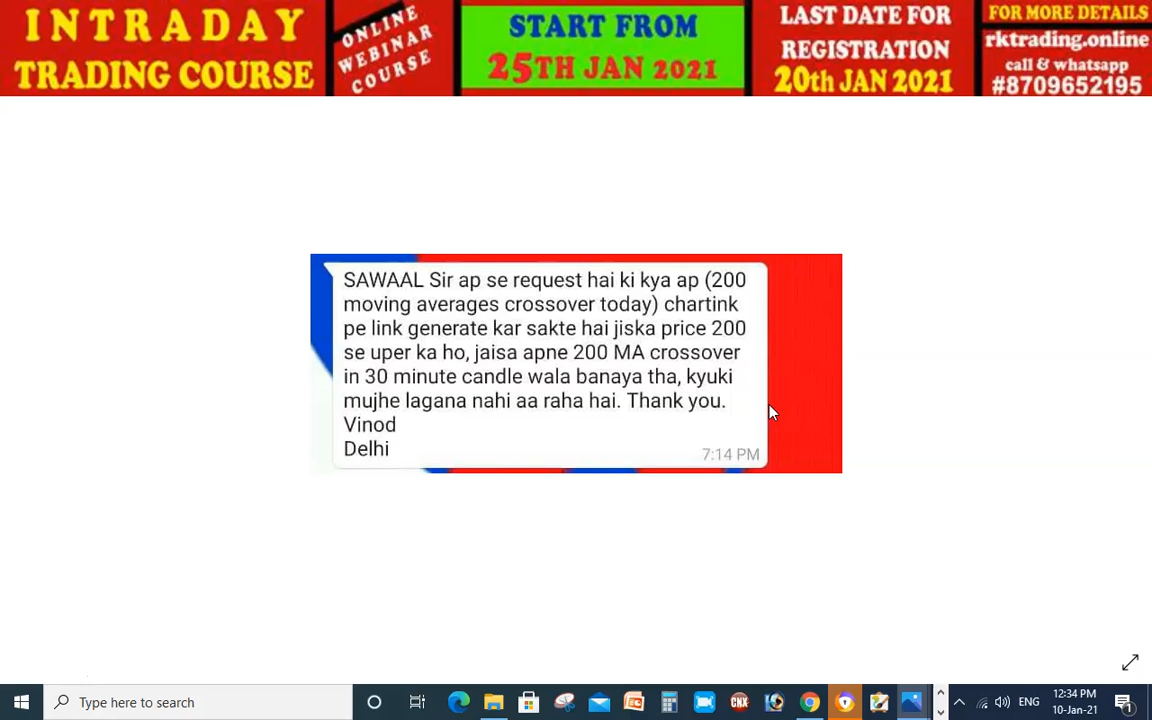 INTRADAY
TRADING COURSE
ONLINE
WEBINAR
COURSE
START FROM
25TH JAN 2021
LAST DATE FOR
REGISTRATION
20th JAN 2021
FOR MORE DETAILS
rktrading.online
call & whatsapp
#8709652195
SAWAAL Sir ap se request hai ki kya ap (200
moving averages crossover today) chartink
pe link generate kar sakte hai jiska price 200
se uper ka ho, jaisa apne 200 MA crossover
in 30 minute candle wala banaya tha, kyuki
mujhe lagana nahi aa raha hai. Thank you.
Vinod
Delhi
7:14 PM
Type here to search
CNX
ENG
12:34 PM
10-Jan-21
1